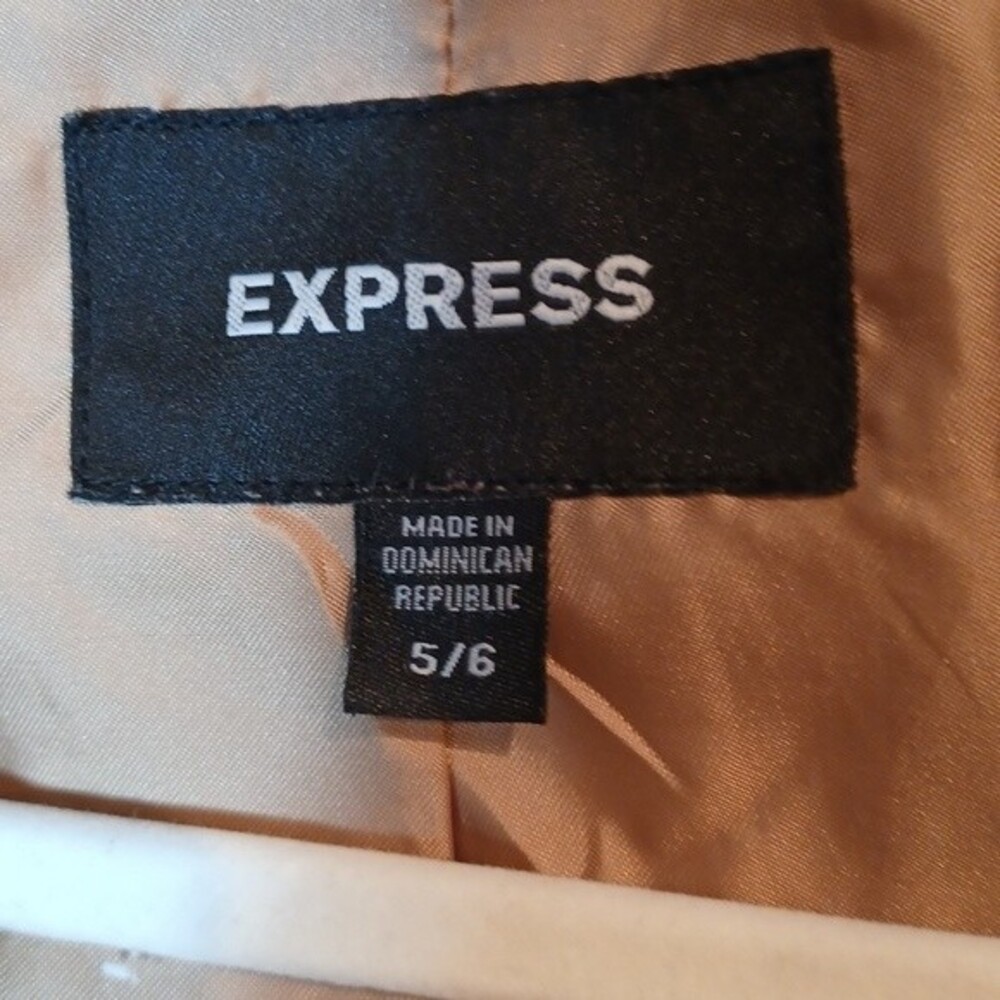 EXPRESS
MADE IN
DOMINICAN
REPUBLIC
5/6